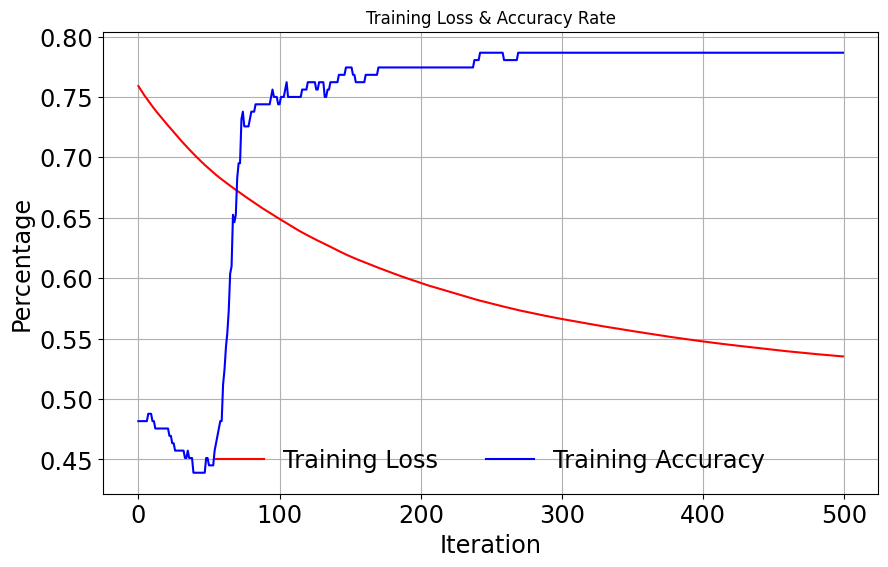 Training Loss & Accuracy Rate
0.80
0.75
0.70
0.65
0.60
0.55
0.50
0.45
Percentage
Training Loss Training Accuracy
0 100 200 300 400 500
Iteration